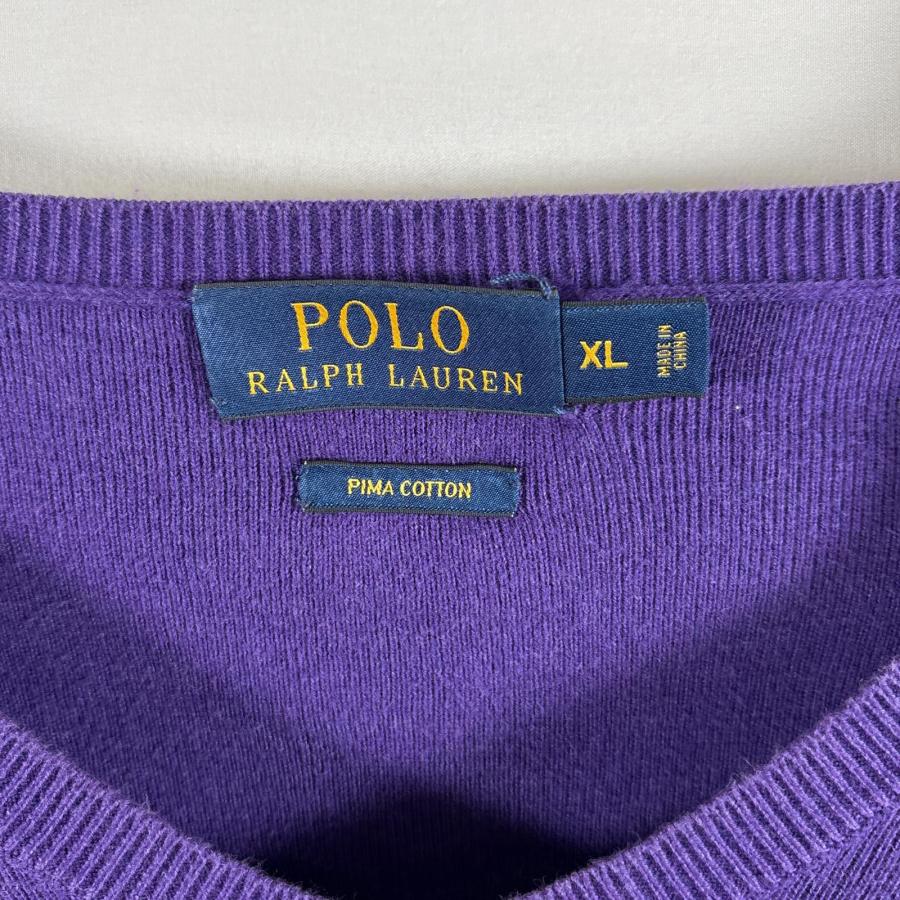 POLO
RALPH LAUREN
XL
MADE IN
CHINA
PIMA COTTON